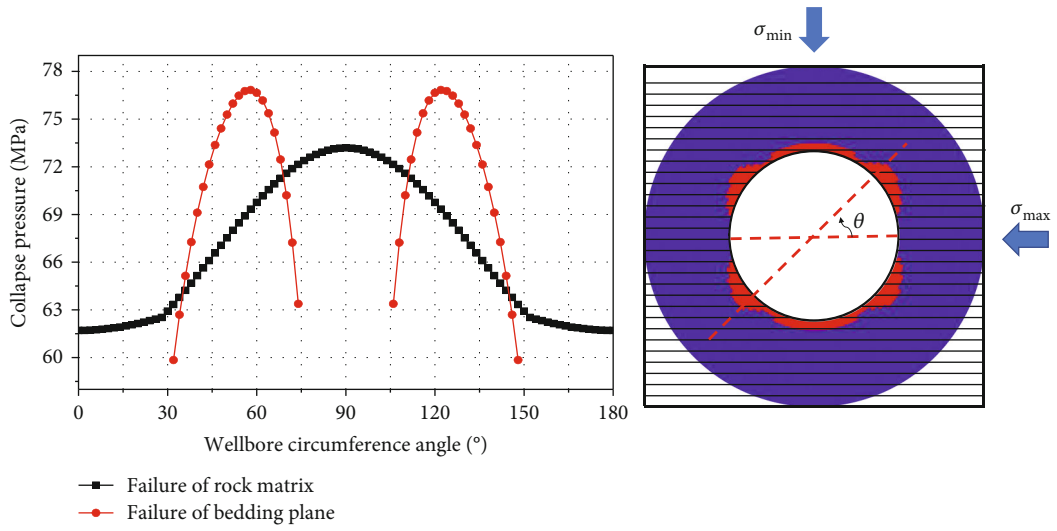 78
75
72
69
66
63
60
Collapse pressure (MPa)
0
30
60
90
120
150
180
Wellbore circumference angle (°)
Failure of rock matrix
Failure of bedding plane
σmin
σmax
θ